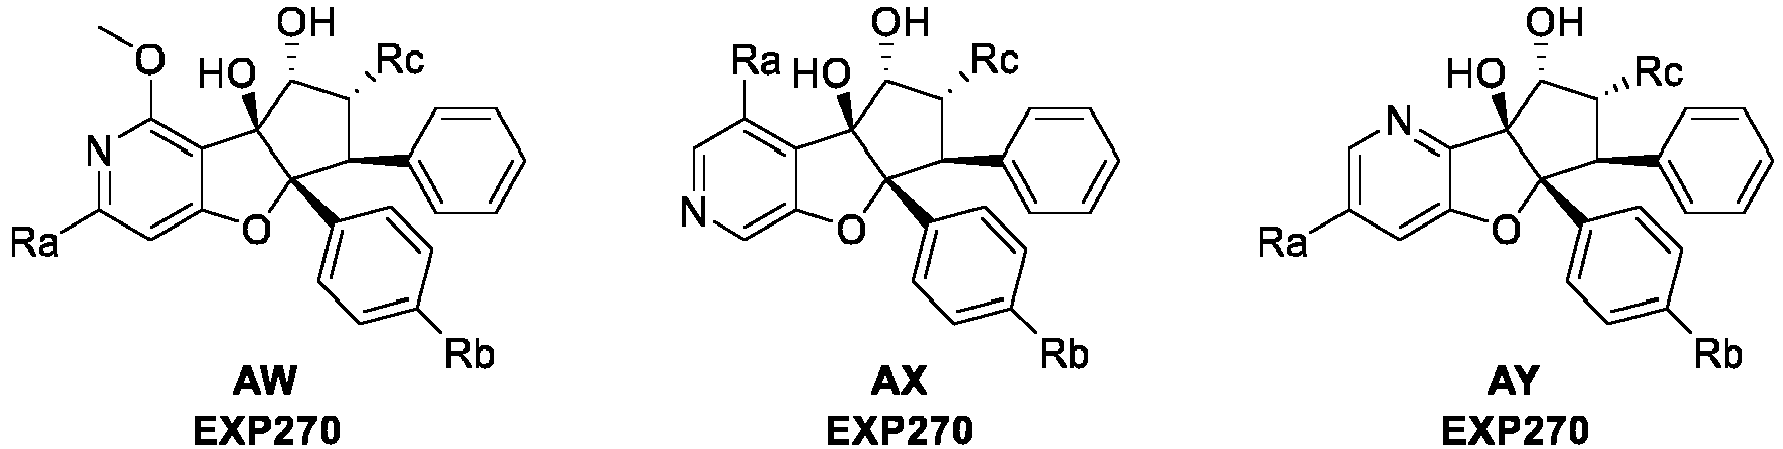 OH OH OH
O HO Rc Ra HO Rc HO Rc
N N
N N
Ra O O Ra O
Rb Rb Rb
AW AX AY
EXP270 EXP270 EXP270